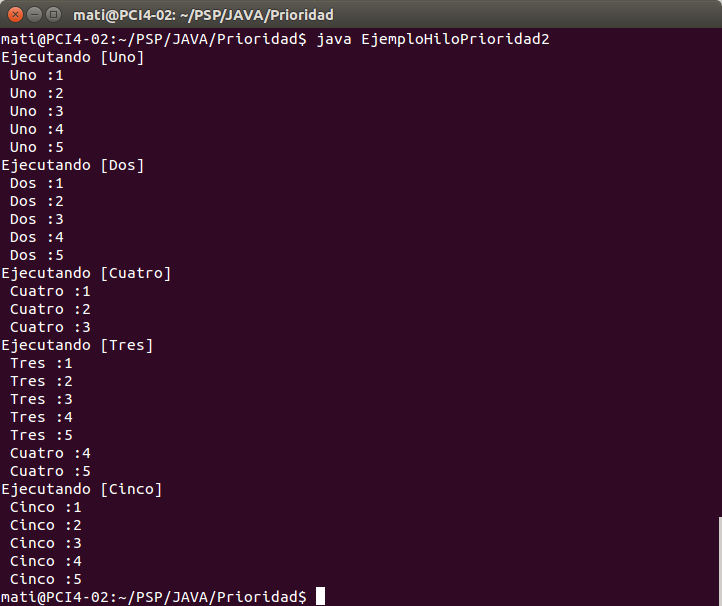 mati@PCI4-02: ~/PSP/JAVA/Prioridad
mati@PCI4-02:~/PSP/JAVA/Prioridad$ java EjemploHiloPrioridad2
Ejecutando [Uno]
Uno :1
Uno :2
Uno :3
Uno :4
Uno :5
Ejecutando [Dos]
Dos :1
Dos :2
Dos :3
Dos :4
Dos :5
Ejecutando [Cuatro]
Cuatro :1
Cuatro :2
Cuatro :3
Ejecutando [Tres]
Tres :1
Tres :2
Tres :3
Tres :4
Tres :5
Cuatro :4
Cuatro :5
Ejecutando [Cinco]
Cinco :1
Cinco :2
Cinco :3
Cinco :4
Cinco :5
mati@PCI4-02:~/PSP/JAVA/Prioridad$